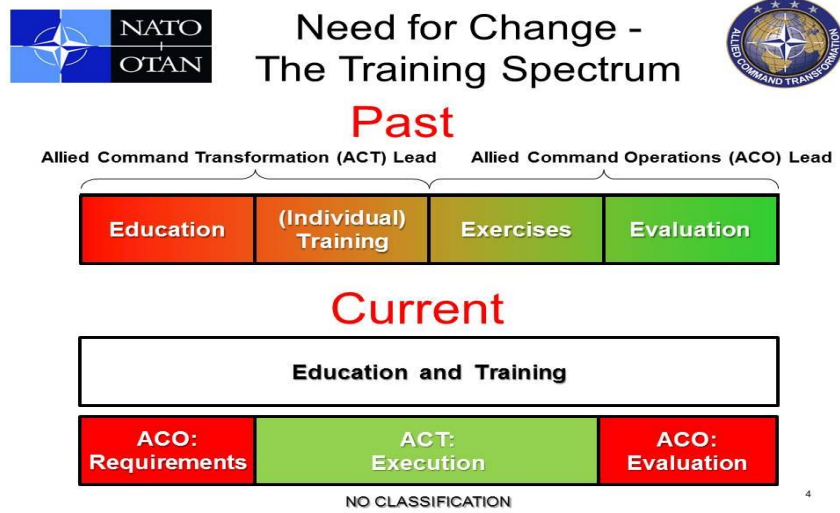 NATO
OTAN
Need for Change -
The Training Spectrum
ALLIED COMMAND TRANSFORMATION
Past
Allied Command Transformation (ACT) Lead
Allied Command Operations (ACO) Lead
Education
(Individual)
Training
Exercises
Evaluation
Current
Education and Training
ACO:
Requirements
ACT:
Execution
ACO:
Evaluation
NO CLASSIFICATION
4